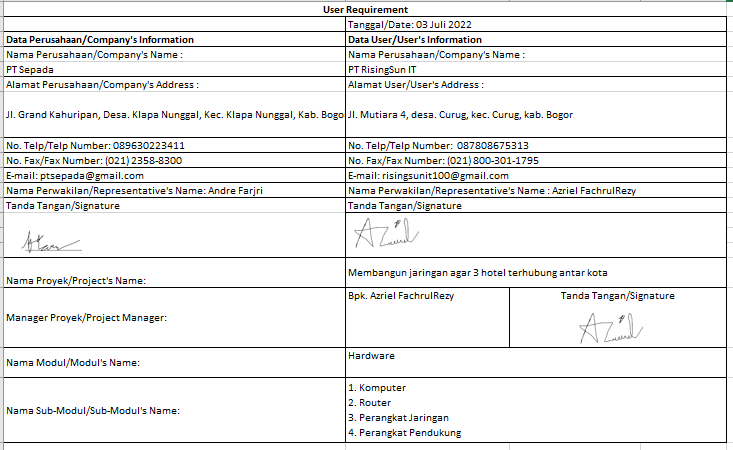 User Requirement
Tanggal/Date: 03 Juli 2022
Data Perusahaan/Company's Information
Data User/User's Information
Nama Perusahaan/Company's Name :
Nama Perusahaan/Company's Name :
PT Sepada
PT RisingSun IT
Alamat Perusahaan/Company's Address :
Alamat User/User's Address :
Jl. Grand Kahuripan, Desa. Klapa Nunggal, Kec. Klapa Nunggal, Kab. Bogo
Jl. Mutiara 4, desa. Curug, kec. Curug, kab. Bogor
No. Telp/Telp Number: 089630223411
No. Telp/Telp Number: 087808675313
No. Fax/Fax Number: (021) 2358-8300
No. Fax/Fax Number: (021) 800-301-1795
E-mail: ptsepada@gmail.com
E-mail: risingsunit100@gmail.com
Nama Perwakilan/Representative's Name: Andre Farjri
Nama Perwakilan/Representative's Name : Azriel FachrulRezy
Tanda Tangan/Signature
Tanda Tangan/Signature
Nama Proyek/Project's Name:
Membangun jaringan agar 3 hotel terhubung antar kota
Manager Proyek/Project Manager:
Bpk. Azriel FachrulRezy
Tanda Tangan/Signature
Nama Modul/Modul's Name:
Hardware
Nama Sub-Modul/Sub-Modul's Name:
1. Komputer
2. Router
3. Perangkat Jaringan
4. Perangkat Pendukung